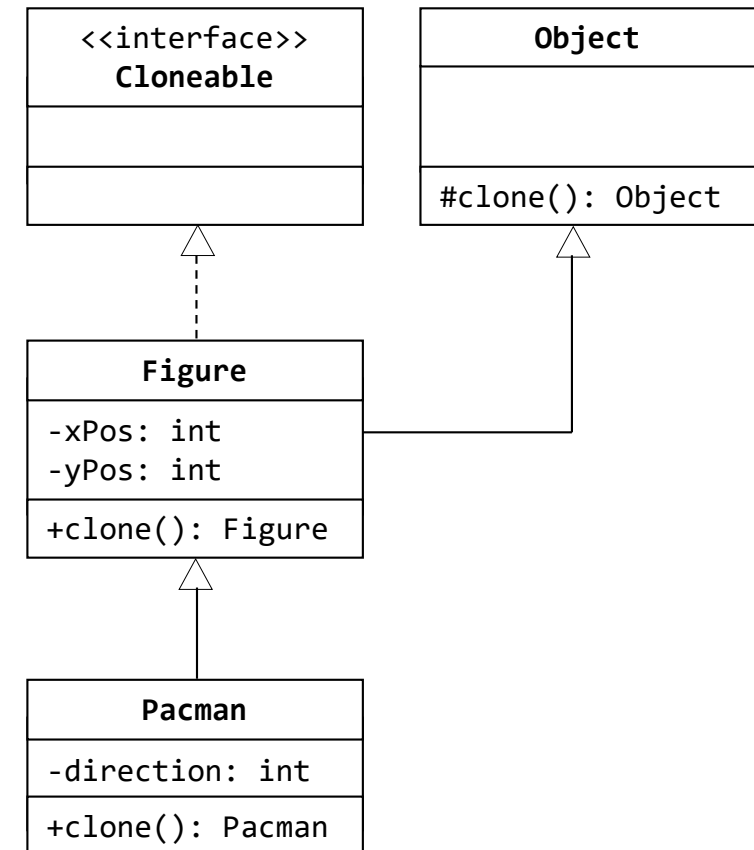 <<interface>>
Cloneable
Object
#clone(): Object
Figure
-xPos: int
-yPos: int
+clone(): Figure
Pacman
-direction: int
+clone(): Pacman